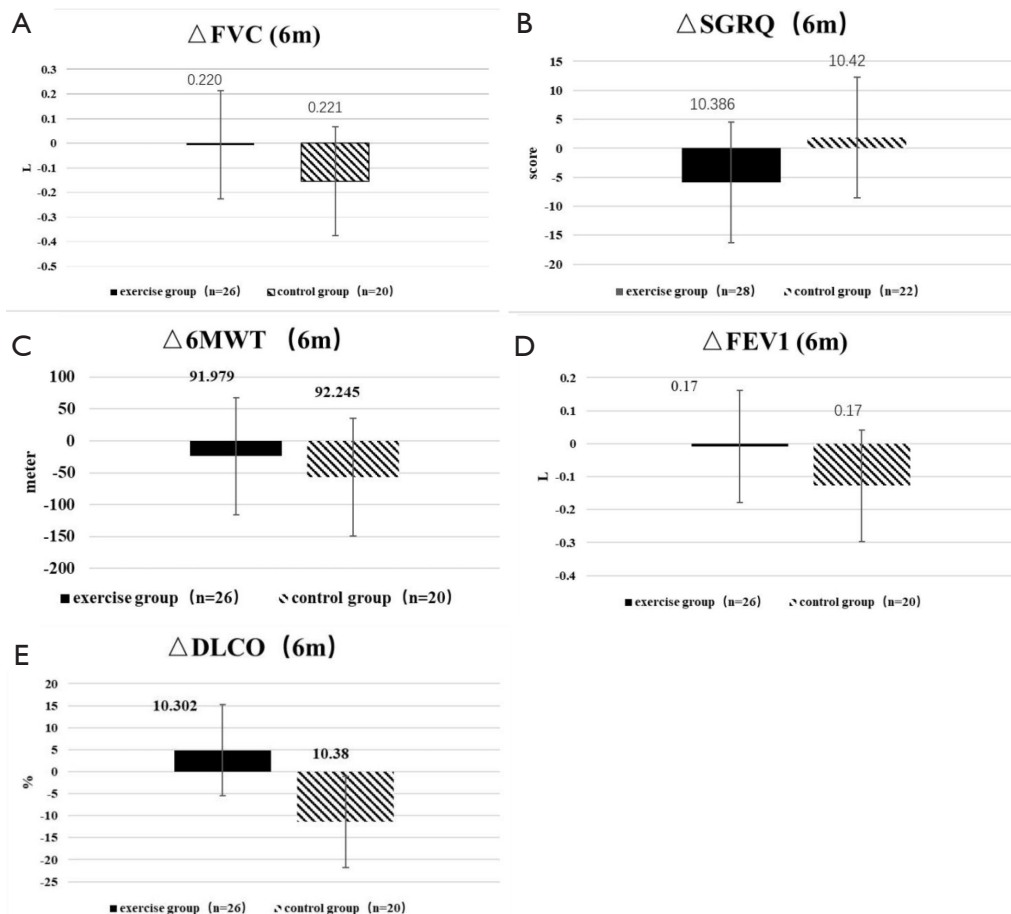 A
△FVC (6m)
0.3
0.2
0.1
0
-0.1
-0.2
-0.3
-0.4
-0.5
L
0.220
0.221
exercise group (n=26) control group (n=20)
B
△SGRQ (6m)
15
10
5
0
-5
-10
-15
-20
score
10.386
10.42
exercise group (n=28) control group (n=22)
C
△6MWT (6m)
100
50
0
-50
-100
-150
-200
meter
91.979
92.245
exercise group (n=26) control group (n=20)
D
△FEV1 (6m)
0.2
0.1
0
-0.1
-0.2
-0.3
-0.4
L
0.17
0.17
exercise group (n=26) control group (n=20)
E
△DLCO (6m)
20
15
10
5
0
-5
-10
-15
-20
-25
%
10.302
10.38
exercise group (n=26) control group (n=20)